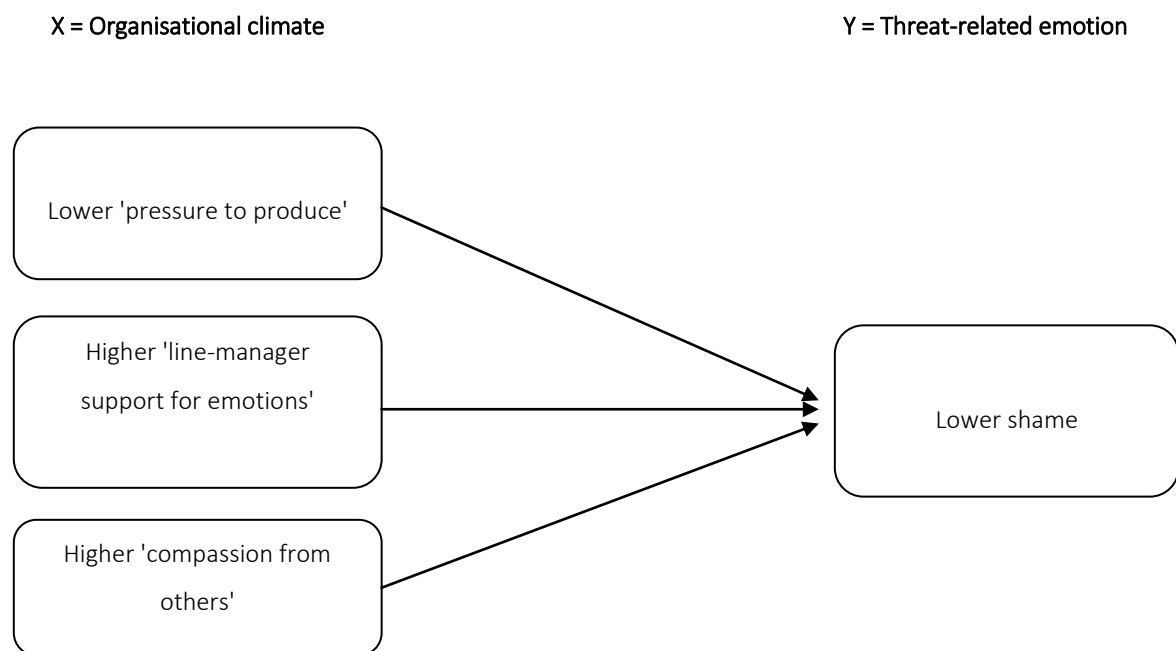 X = Organisational climate
Y = Threat-related emotion
Lower 'pressure to produce'
Higher 'line-manager
support for emotions'
Lower shame
Higher 'compassion from
others'